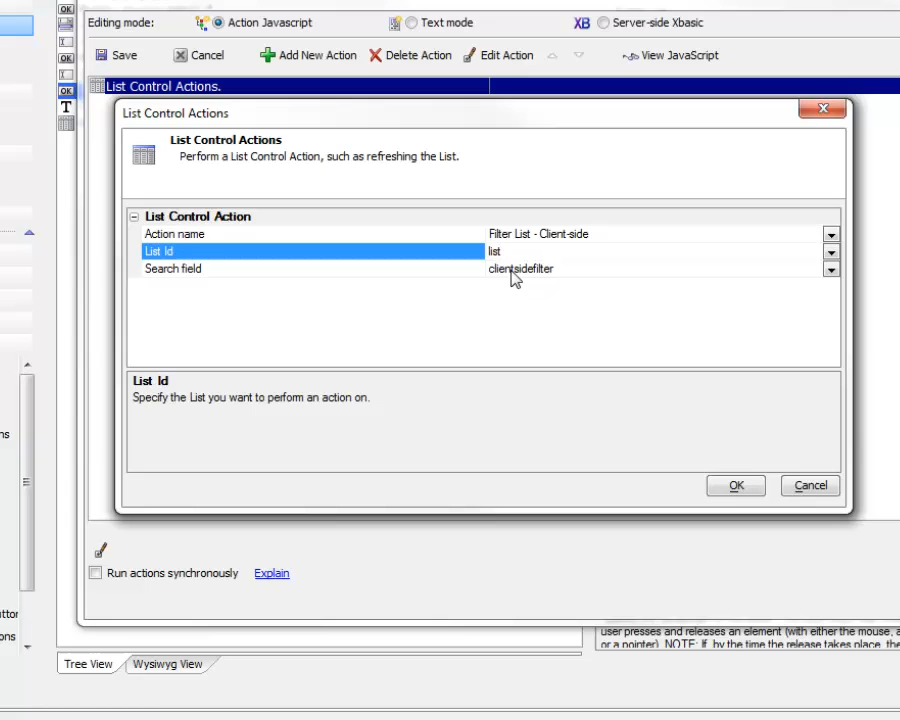 OK
Editing mode:
Action Javascript
Text mode
XB
Server-side Xbasic
Save
Cancel
Add New Action
Delete Action
Edit Action
View JavaScript
OK
OK
T
List Control Actions.
List Control Actions
List Control Actions
Perform a List Control Action, such as refreshing the List.
List Control Action
Action name
Filter List - Client-side
List Id
list
Search field
clientsidefilter
List Id
Specify the List you want to perform an action on.
OK
Cancel
Run actions synchronously
Explain
user presses and releases an element (with either the mouse, a
or a pointer). NOTE: If, by the time the release takes place, the
Tree View
Wysiwyg View